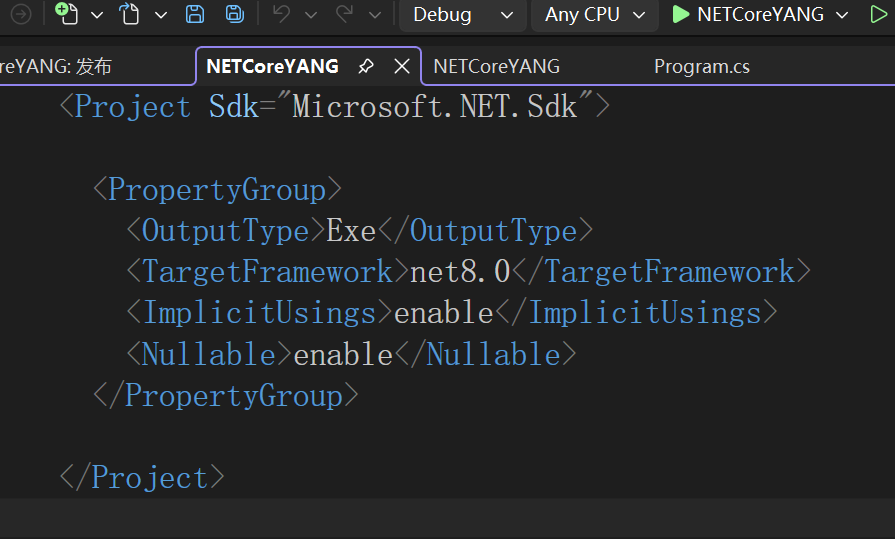 Debug Any CPU NETCoreYANG
reYANG: 发布 NETCoreYANG NETCoreYANG Program.cs
<Project Sdk="Microsoft.NET.Sdk">
<PropertyGroup>
<OutputType>Exe</OutputType>
<TargetFramework>net8.0</TargetFramework>
<ImplicitUsings>enable</ImplicitUsings>
<Nullable>enable</Nullable>
</PropertyGroup>
</Project>